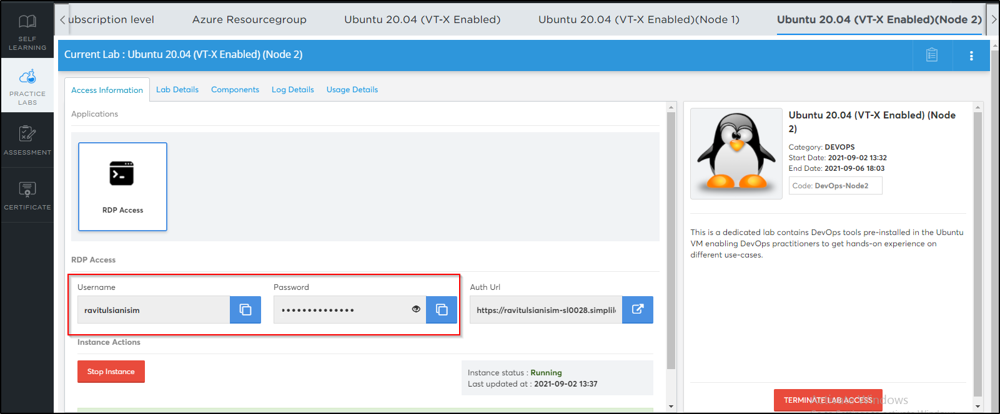 ubscription level
Azure Resourcegroup
Ubuntu 20.04 (VT-X Enabled)
Ubuntu 20.04 (VT-X Enabled)(Node 1)
Ubuntu 20.04 (VT-X Enabled)(Node 2)
SELF
LEARNING
PRACTICE
LABS
ASSESSMENT
CERTIFICATE
Current Lab : Ubuntu 20.04 (VT-X Enabled) (Node 2)
Access Information
Lab Details
Components
Log Details
Usage Details
Applications
RDP Access
RDP Access
Username
Password
Auth Url
ravitulsianisim
••••••••••••••
https://ravitulsianisim-sl0028.simplil
Instance Actions
Stop Instance
Instance status : Running
Last updated at : 2021-09-02 13:37
Ubuntu 20.04 (VT-X Enabled) (Node
2)
Category: DEVOPS
Start Date: 2021-09-02 13:32
End Date: 2021-09-06 18:03
Code: DevOps-Node2
This is a dedicated lab contains DevOps tools pre-installed in the Ubuntu
VM enabling DevOps practitioners to get hands-on experience on
different use-cases.
TERMINATE LAB ACCESS
Activate Windows